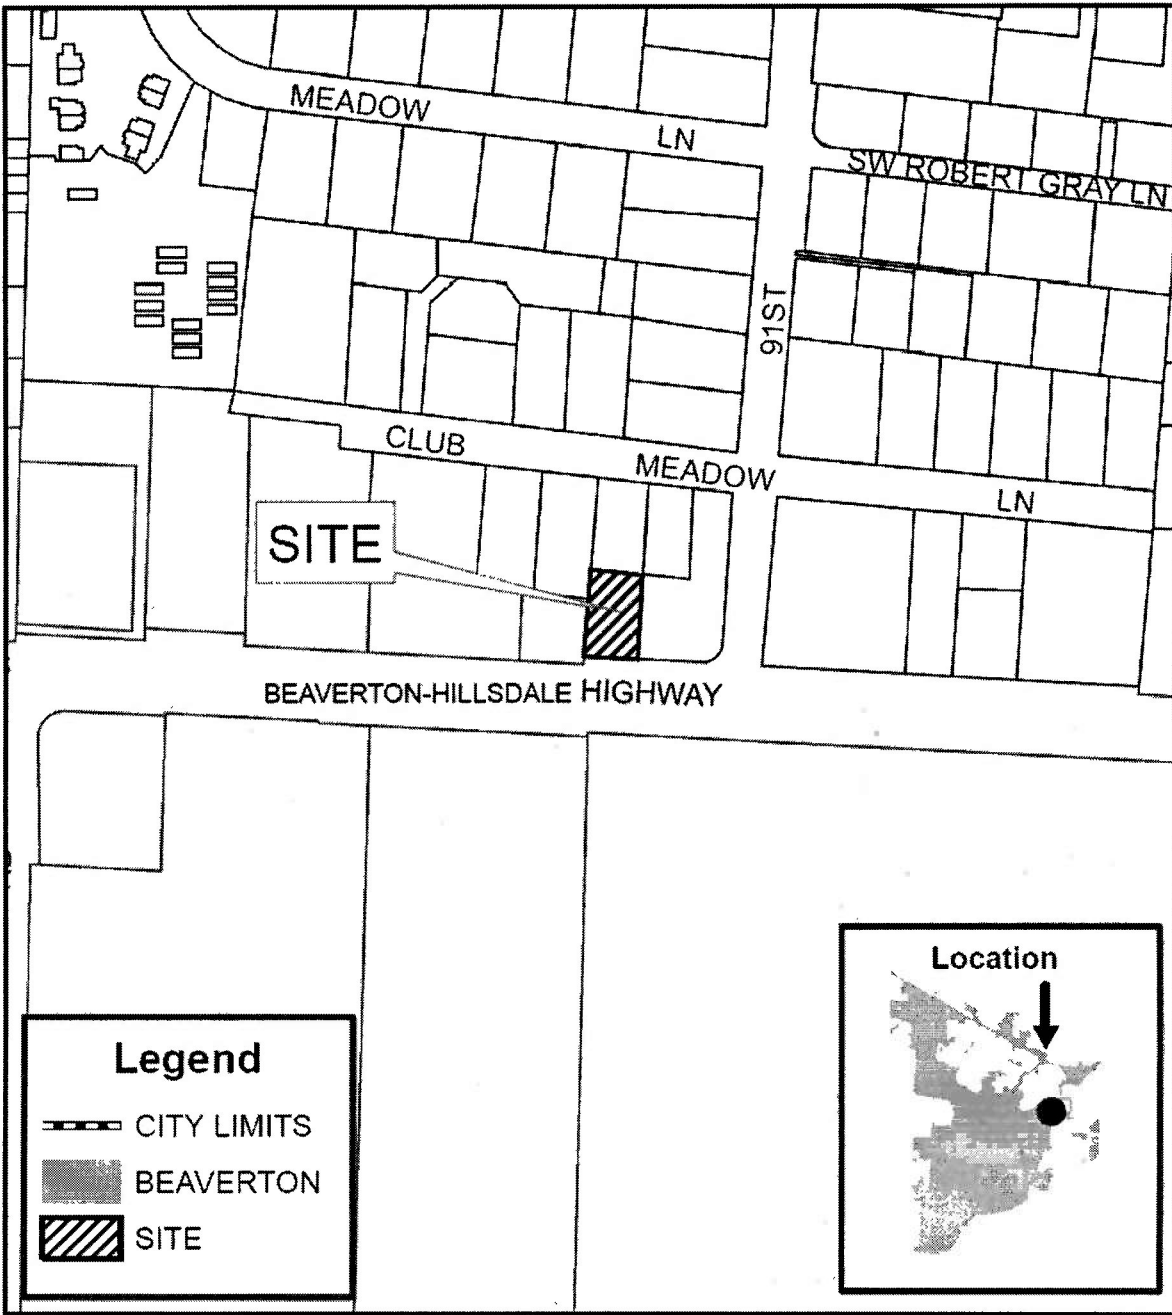 MEADOW
LN
SW ROBERT GRAY LN
91ST
CLUB
MEADOW
LN
SITE
BEAVERTON-HILLSDALE HIGHWAY
Location
Legend
CITY LIMITS
BEAVERTON
SITE